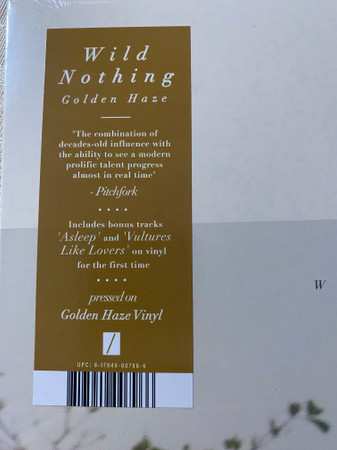 Wild
Nothing
Golden Haze
"The combination of
decades-old influence with
the ability to see a modern
prolific talent progress
almost in real time"
- Pitchfork
Includes bonus tracks
'Asleep' and 'Vultures
Like Lovers' on vinyl
for the first time
pressed on
Golden Haze Vinyl
W